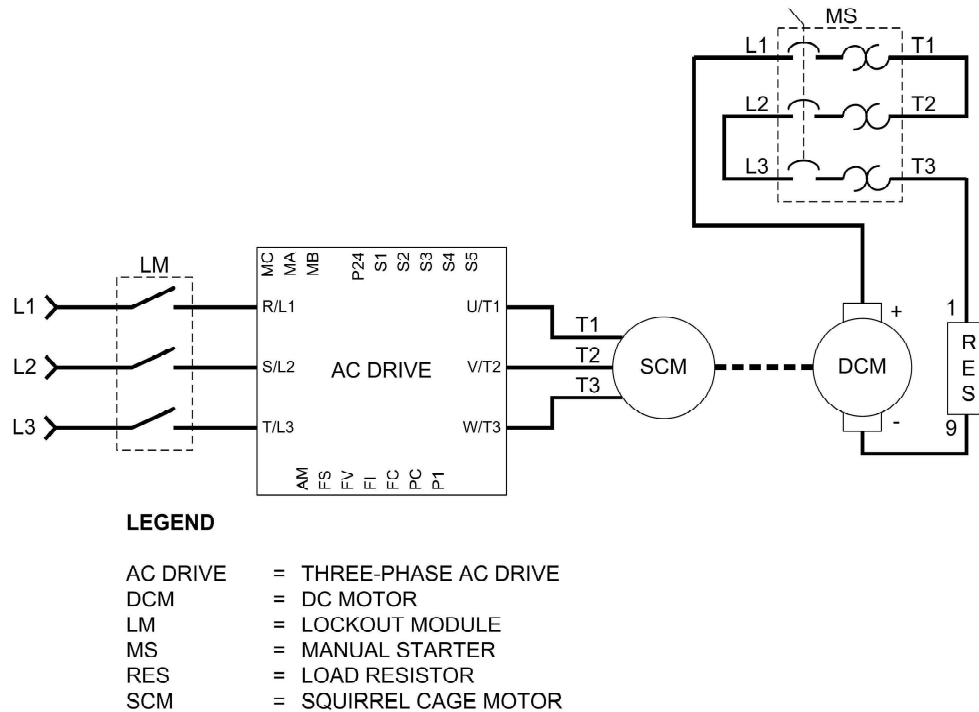 MS
L1 T1
L2 T2
L3 T3
LM
MC MA MB P24 S1 S2 S3 S4 S5
L1 R/L1 U/T1 T1
+ 1
L2 S/L2 AC DRIVE V/T2 T2 SCM DCM RES
T3
L3 T/L3 W/T3 - 9
AM FS FV FI FC PC P1
LEGEND
AC DRIVE = THREE-PHASE AC DRIVE
DCM = DC MOTOR
LM = LOCKOUT MODULE
MS = MANUAL STARTER
RES = LOAD RESISTOR
SCM = SQUIRREL CAGE MOTOR